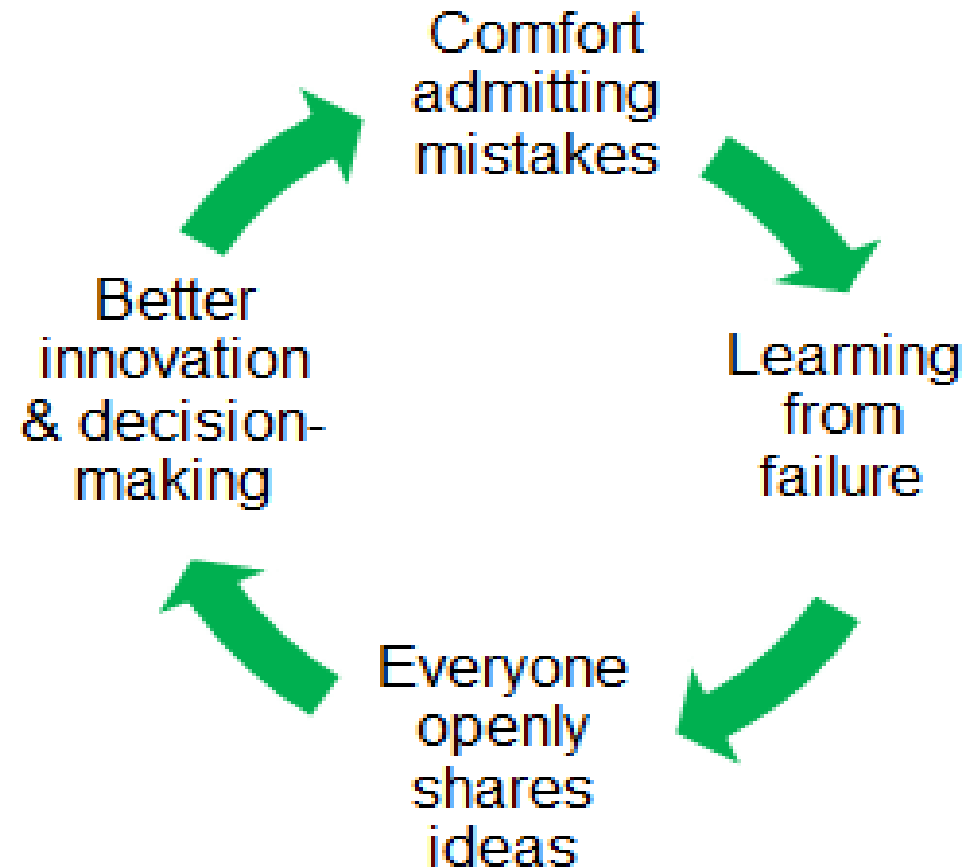 Comfort
admitting
mistakes
Learning
from
failure
Everyone
openly
shares
ideas
Better
innovation
& decision-
making